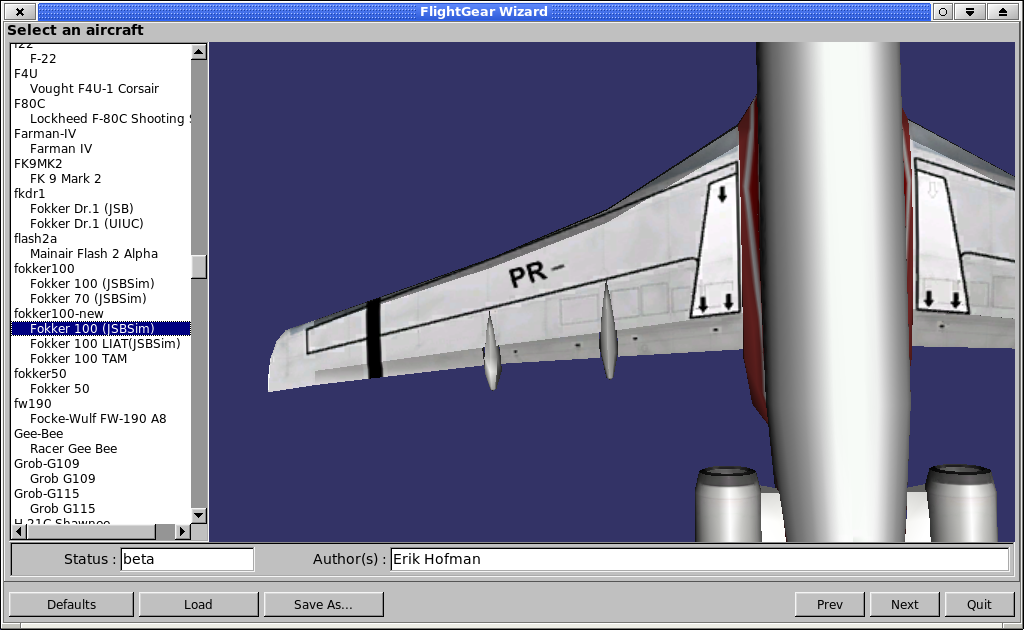 FlightGear Wizard
Select an aircraft
f22
F-22
F4U
Vought F4U-1 Corsair
F80C
Lockheed F-80C Shooting
Farman-IV
Farman IV
FK9MK2
FK 9 Mark 2
fkdr1
Fokker Dr.1 (JSB)
Fokker Dr.1 (UIUC)
flash2a
Mainair Flash 2 Alpha
fokker100
Fokker 100 (JSBSim)
Fokker 70 (JSBSim)
fokker100-new
Fokker 100 (JSBSim)
Fokker 100 LIAT(JSBSim)
Fokker 100 TAM
fokker50
Fokker 50
fw190
Focke-Wulf FW-190 A8
Gee-Bee
Racer Gee Bee
Grob-G109
Grob G109
Grob-G115
Grob G115
H-21C Shawnee
PR-
Status : beta
Author(s) : Erik Hofman
Defaults Load Save As... Prev Next Quit